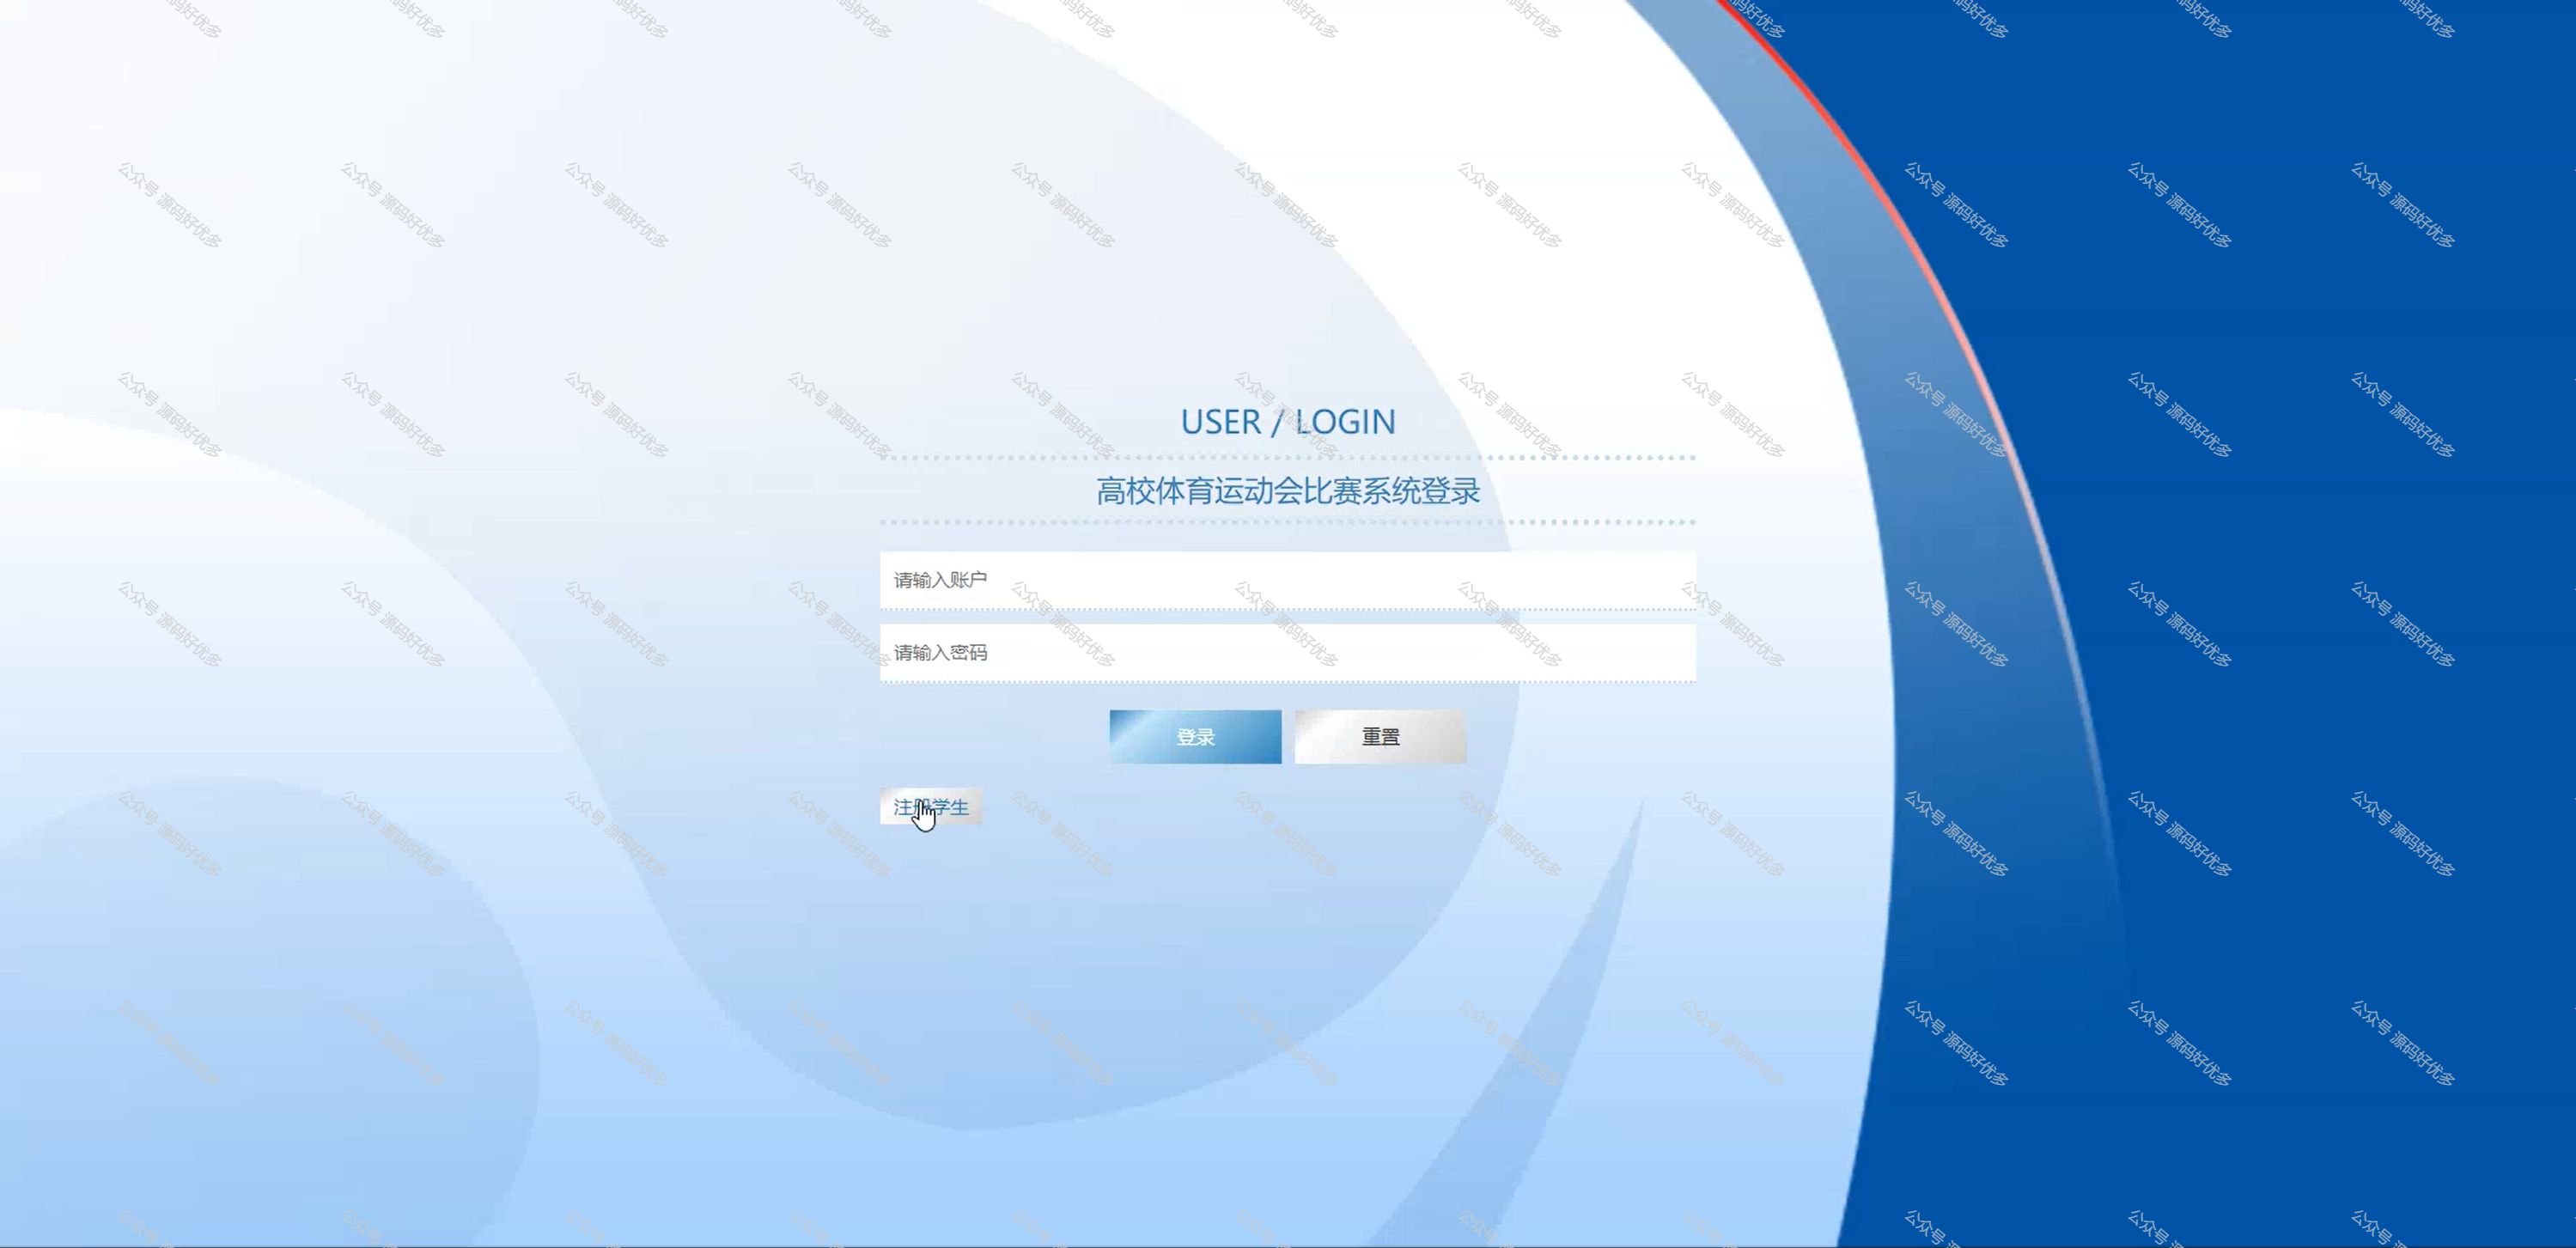 USER / LOGIN
高校体育运动会比赛系统登录
请输入账户
请输入密码
登录
重置
注册学生
公众号 源码好优多